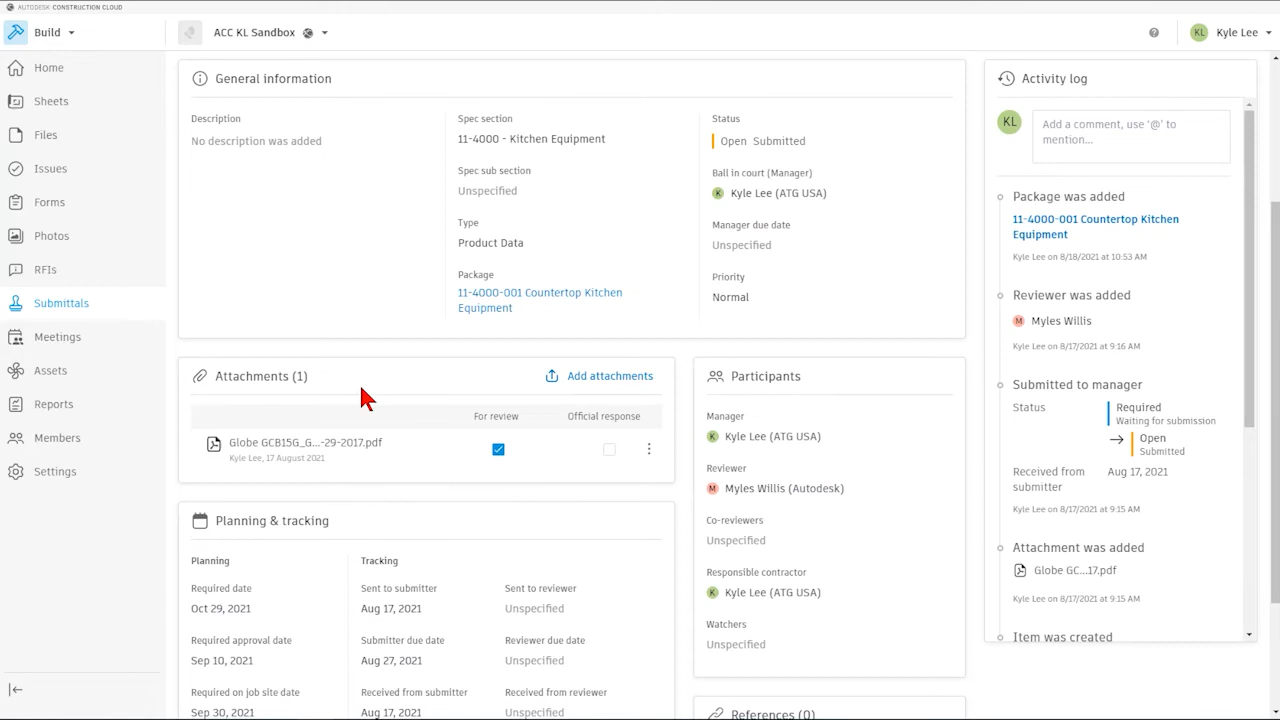 AUTODESK CONSTRUCTION CLOUD
Build
ACC KL Sandbox
KL
Kyle Lee
Home
Sheets
Files
Issues
Forms
Photos
RFIs
Submittals
Meetings
Assets
Reports
Members
Settings
General information
Description
No description was added
Spec section
11-4000 - Kitchen Equipment
Spec sub section
Unspecified
Type
Product Data
Package
11-4000-001 Countertop Kitchen
Equipment
Status
Open Submitted
Ball in court (Manager)
K Kyle Lee (ATG USA)
Manager due date
Unspecified
Priority
Normal
Attachments (1)
Add attachments
For review
Official response
Globe GCB15G_G...-29-2017.pdf
Kyle Lee, 17 August 2021
Planning & tracking
Planning
Required date
Oct 29, 2021
Required approval date
Sep 10, 2021
Required on job site date
Sep 30, 2021
Tracking
Sent to submitter
Aug 17, 2021
Submitter due date
Aug 27, 2021
Received from submitter
Aug 17, 2021
Sent to reviewer
Unspecified
Reviewer due date
Unspecified
Received from reviewer
Unspecified
Participants
Manager
K Kyle Lee (ATG USA)
Reviewer
M Myles Willis (Autodesk)
Co-reviewers
Unspecified
Responsible contractor
K Kyle Lee (ATG USA)
Watchers
Unspecified
References (0)
Activity log
KL
Add a comment, use '@' to
mention...
Package was added
11-4000-001 Countertop Kitchen
Equipment
Kyle Lee on 8/18/2021 at 10:53 AM
Reviewer was added
M Myles Willis
Kyle Lee on 8/17/2021 at 9:16 AM
Submitted to manager
Status
Required
Waiting for submission
Open
Submitted
Received from
submitter
Aug 17, 2021
Kyle Lee on 8/17/2021 at 9:15 AM
Attachment was added
Globe GC...17.pdf
Kyle Lee on 8/17/2021 at 9:15 AM
Item was created